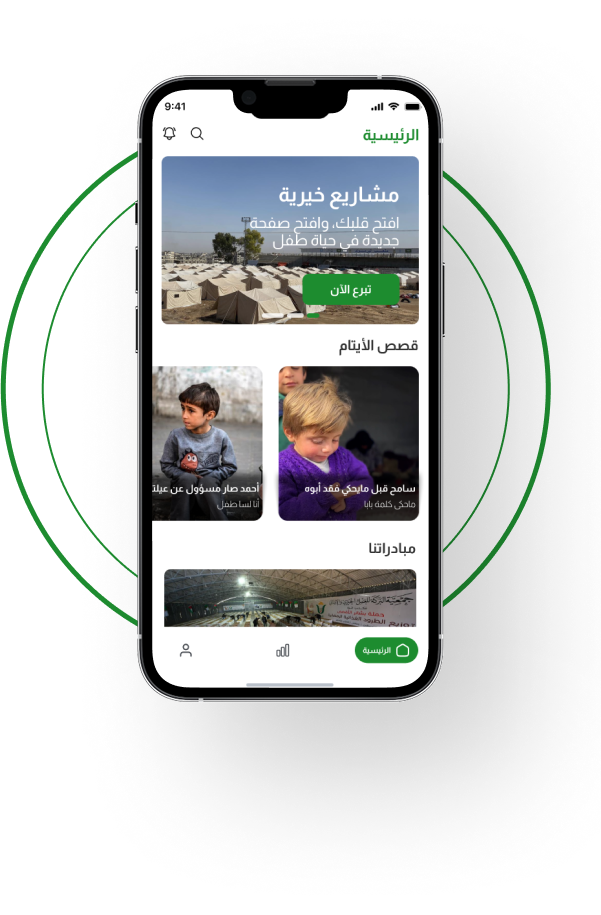 9:41
الرئيسية
مشاريع خيرية
افتح قلبك، وافتح صفحة
جديدة في حياة طفل
تبرع الآن
قصص الأيتام
سامح قبل مايحكي فقد أبوه
ماحكى كلمة بابا
أحمد صار مسؤول عن عيلت
أنا لسا طفل
مبادراتنا
الرئيسية